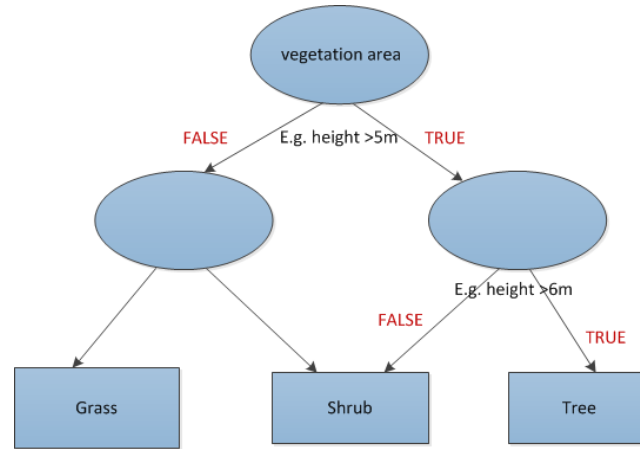 vegetation area
FALSE
E.g. height >5m
TRUE
E.g. height >6m
FALSE
TRUE
Grass
Shrub
Tree